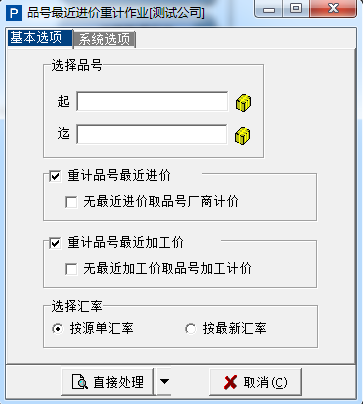 品号最近进价重计作业[测试公司]
基本选项 系统选项
选择品号
起
迄
重计品号最近进价
无最近进价取品号厂商计价
重计品号最近加工价
无最近加工价取品号加工计价
选择汇率
按源单汇率 按最新汇率
直接处理 取消(C)